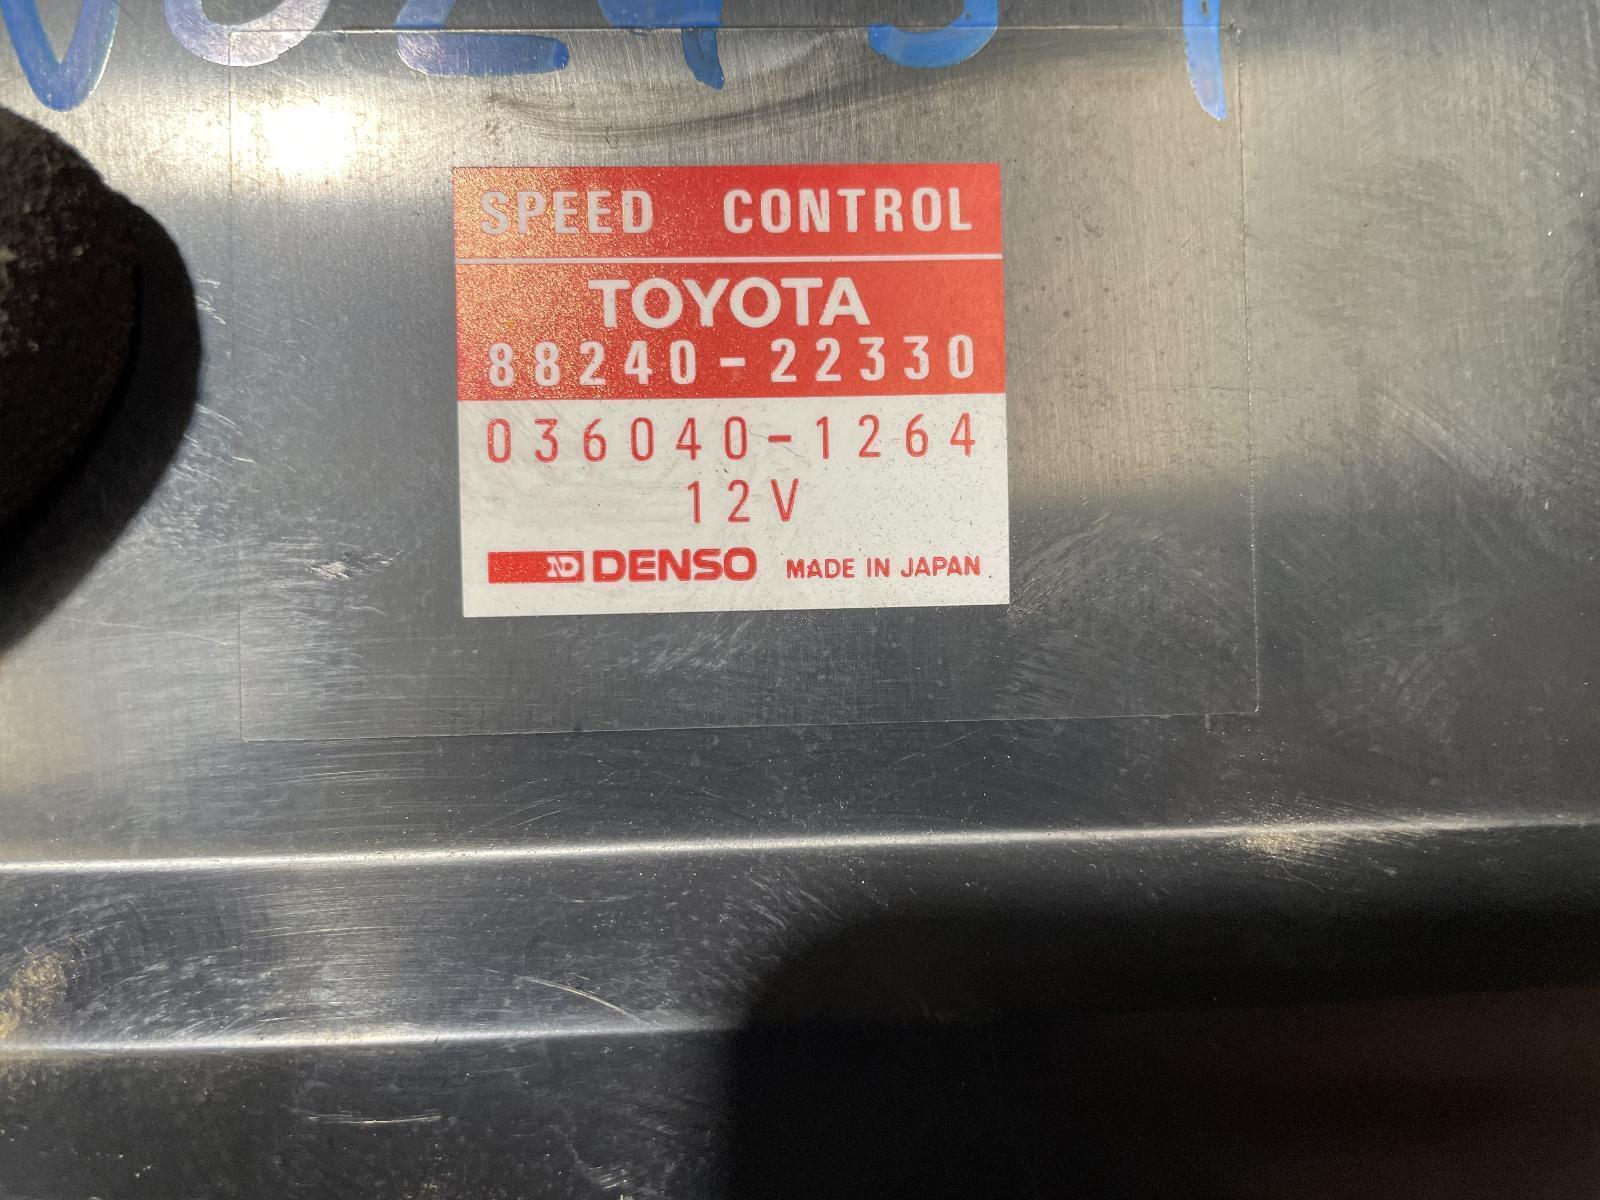 SPEED CONTROL
TOYOTA
88240-22330
036040-1264
12V
ND DENSO MADE IN JAPAN